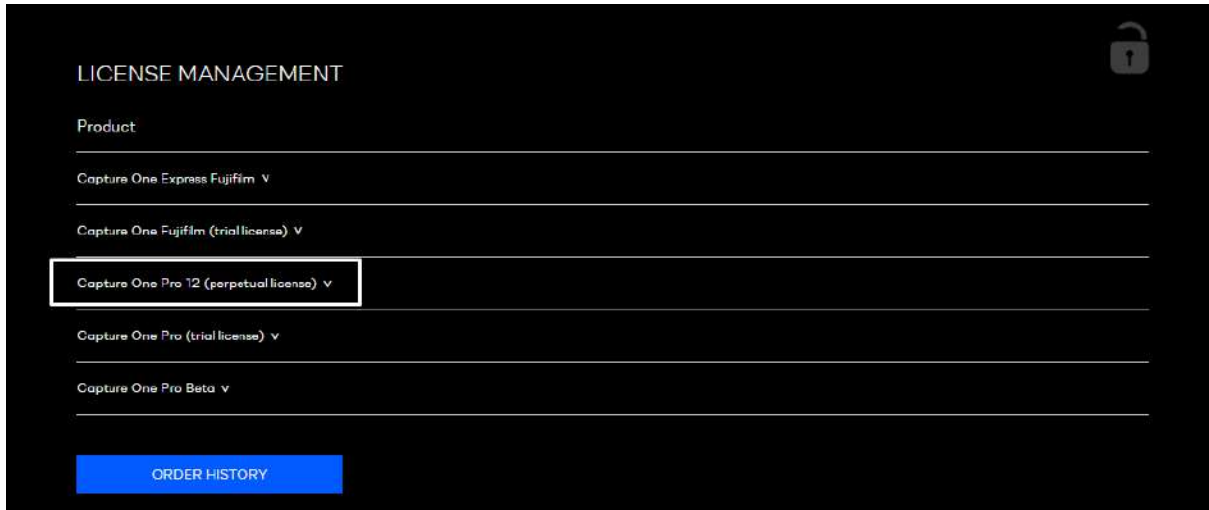 LICENSE MANAGEMENT
Product
Capture One Express Fujifilm
Capture One Fujifilm (trial license)
Capture One Pro 12 (perpetual license)
Capture One Pro (trial license)
Capture One Pro Beta
ORDER HISTORY